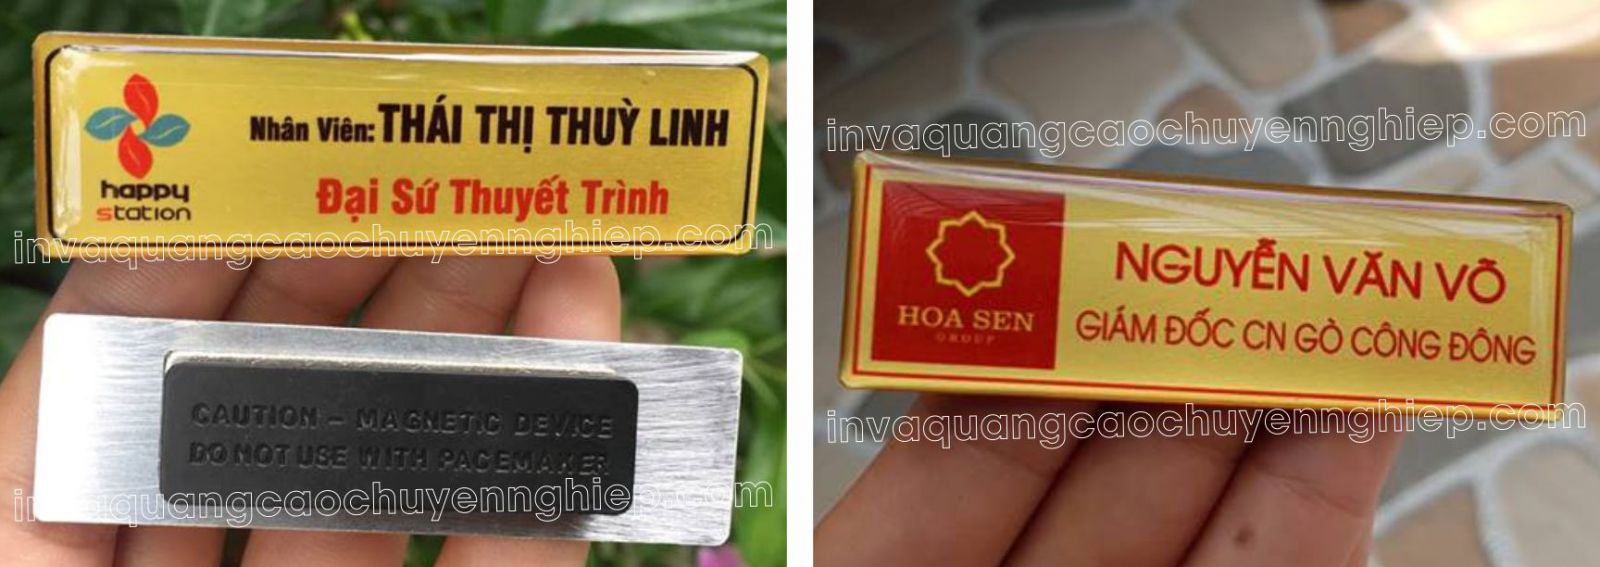 happy
station
Nhân Viên: THÁI THỊ THUỲ LINH
Đại Sứ Thuyết Trình
invaquangcaochuyennghiep.com
CAUTION - MAGNETIC DEVICE
DO NOT USE WITH PACEMAKER
invaquangcaochuyennghiep.com
invaquangcaochuyennghiep.com
HOA SEN
GROUP
NGUYỄN VĂN VÕ
GIÁM ĐỐC CN GÒ CÔNG ĐÔNG
invaquangcaochuyennghiep.com